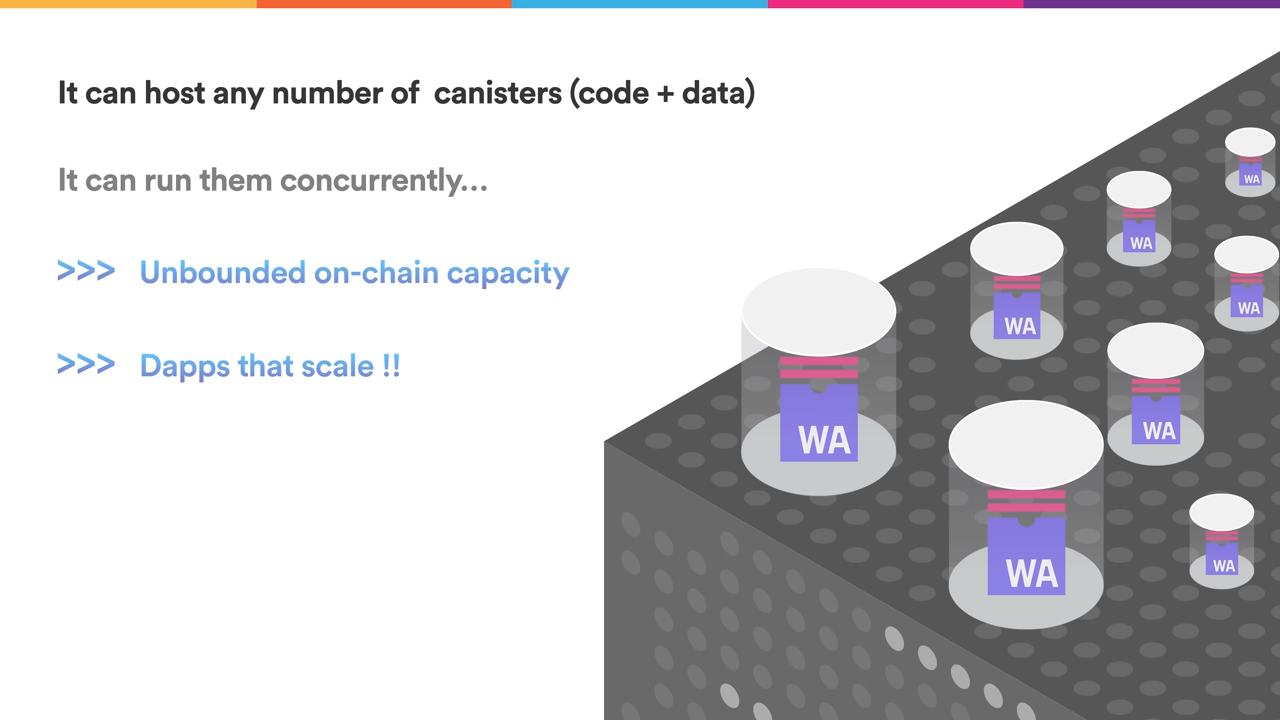 It can host any number of  canisters (code + data)
It can run them concurrently...
>>> Unbounded on-chain capacity
>>> Dapps that scale !!
WA
WA
WA
WA
WA
WA
WA
WA